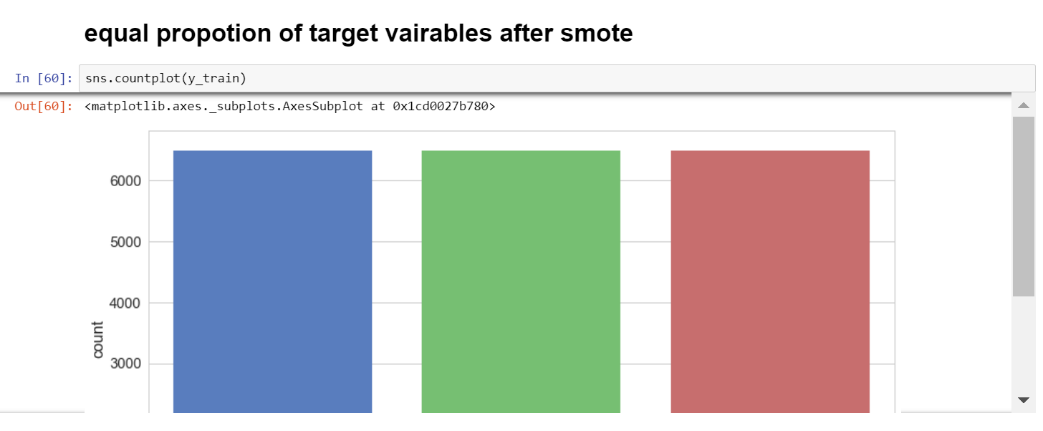 equal propotion of target vairables after smote
In [60]: sns.countplot(y_train)
Out[60]: <matplotlib.axes._subplots.AxesSubplot at 0x1cd0027b780>
6000
5000
4000
3000
count